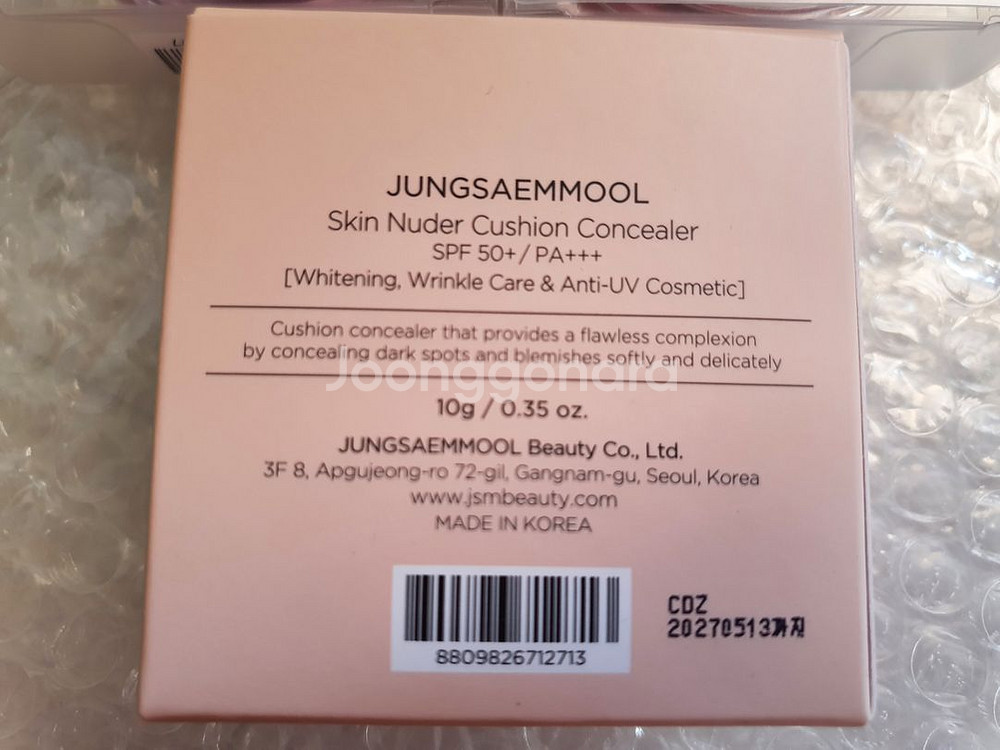 JUNGSAEMMOOL
Skin Nuder Cushion Concealer
SPF 50+/ PA+++
[Whitening, Wrinkle Care & Anti-UV Cosmetic]
Cushion concealer that provides a flawless complexion
by concealing dark spots and blemishes softly and delicately
Joonggonara
10g / 0.35 oz.
JUNGSAEMMOOL Beauty Co., Ltd.
3F 8, Apgujeong-ro 72-gil, Gangnam-gu, Seoul, Korea
www.jsmbeauty.com
MADE IN KOREA
8809826712713
CDZ
20270513까지